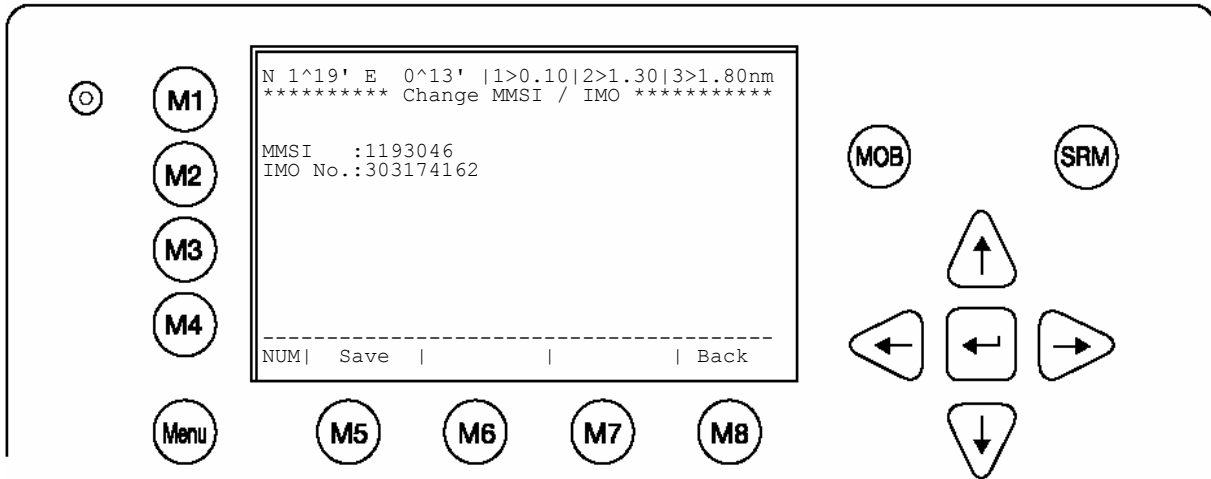 N 1^19' E  0^13' |1>0.10|2>1.30|3>1.80nm
********** Change MMSI / IMO ***********
M1
MMSI   :1193046
IMO No.:303174162
M2
MOB
SRM
M3
M4
----------------------------------------
NUM|  Save  |         |         | Back
Menu
M5
M6
M7
M8